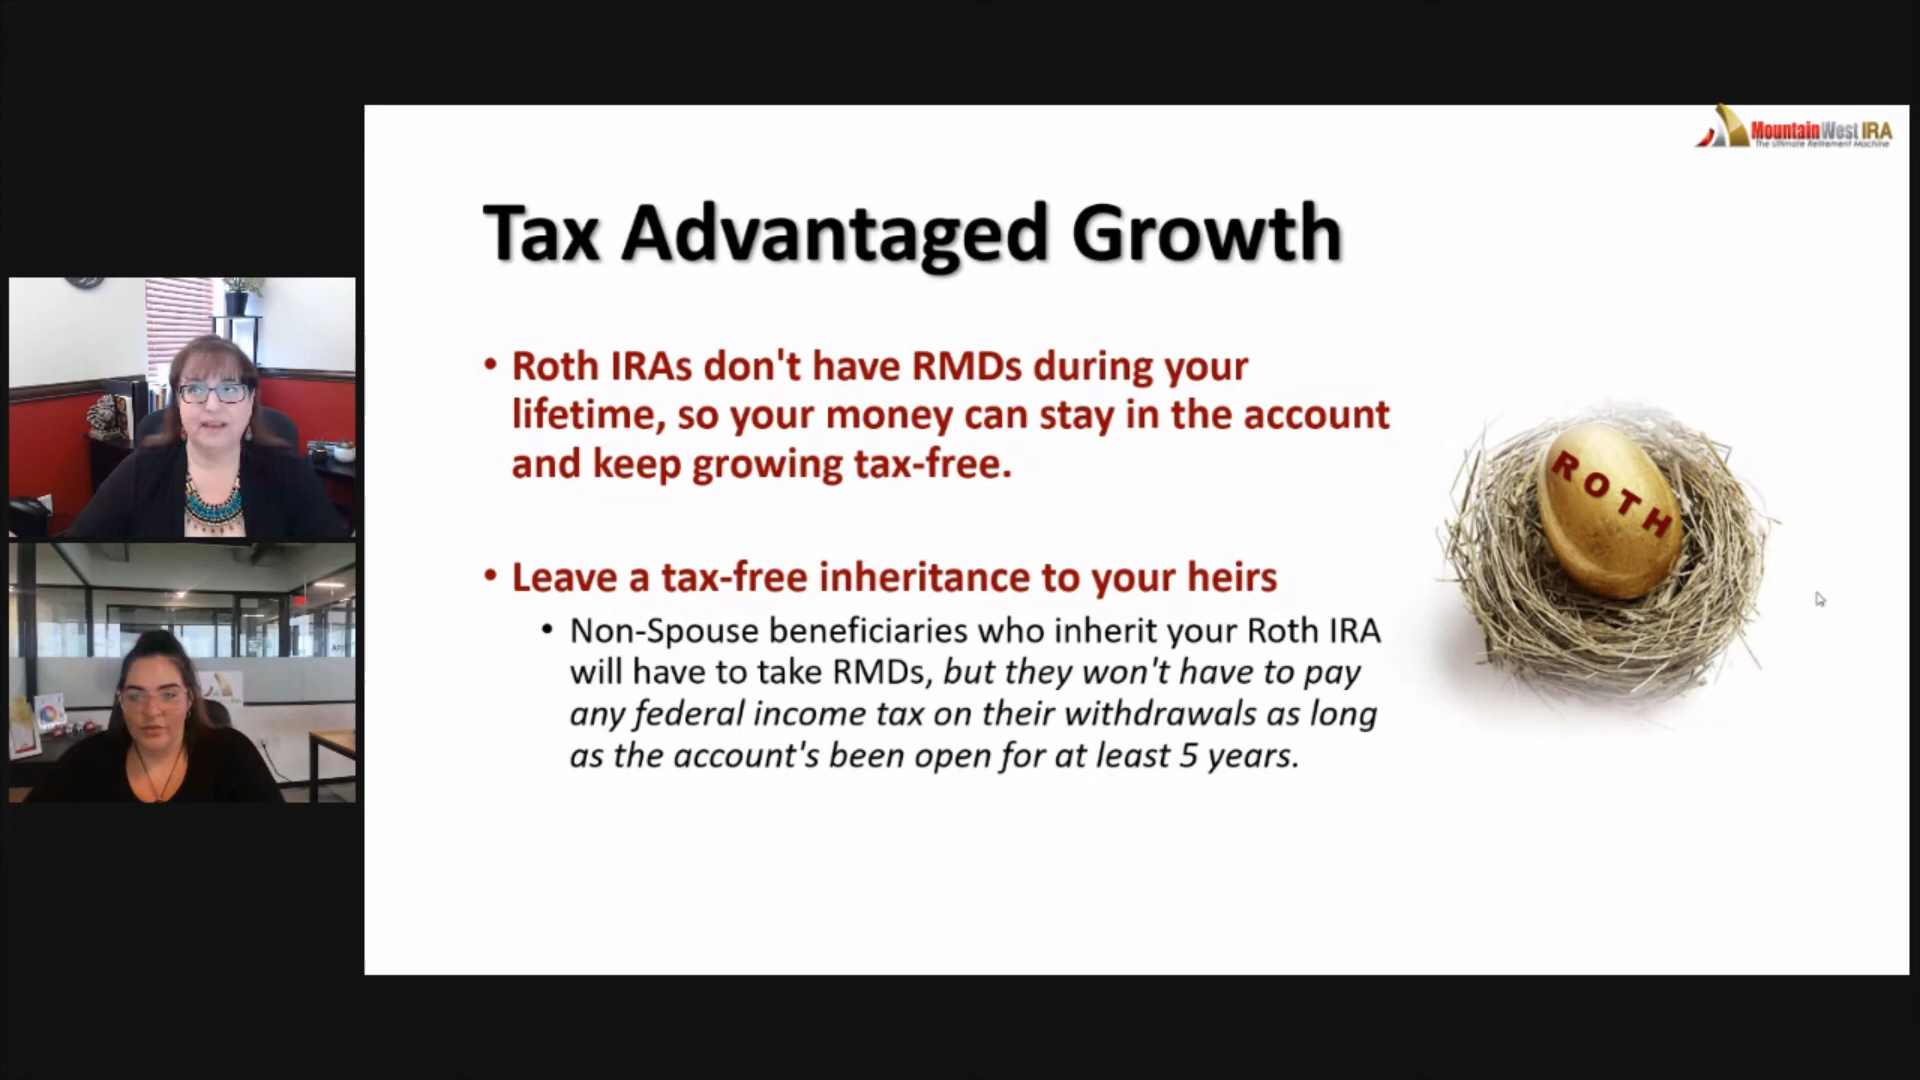 MountainWest IRA
The Ultimate Retirement Machine
Tax Advantaged Growth
• Roth IRAs don't have RMDs during your
lifetime, so your money can stay in the account
and keep growing tax-free.
ROTH
• Leave a tax-free inheritance to your heirs
• Non-Spouse beneficiaries who inherit your Roth IRA
will have to take RMDs, but they won't have to pay
any federal income tax on their withdrawals as long
as the account's been open for at least 5 years.